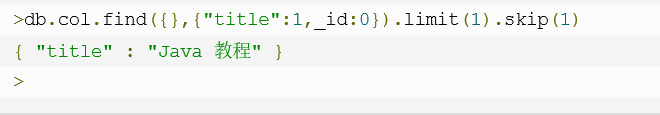 >db.col.find({},{"title":1,_id:0}).limit(1).skip(1)
{ "title" : "Java 教程" }
>